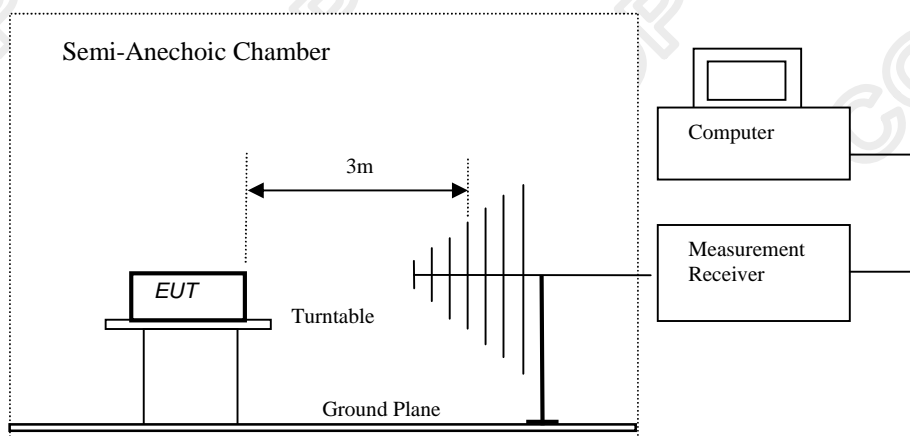 Semi-Anechoic Chamber
Computer
3m
Measurement
Receiver
EUT
Turntable
Ground Plane